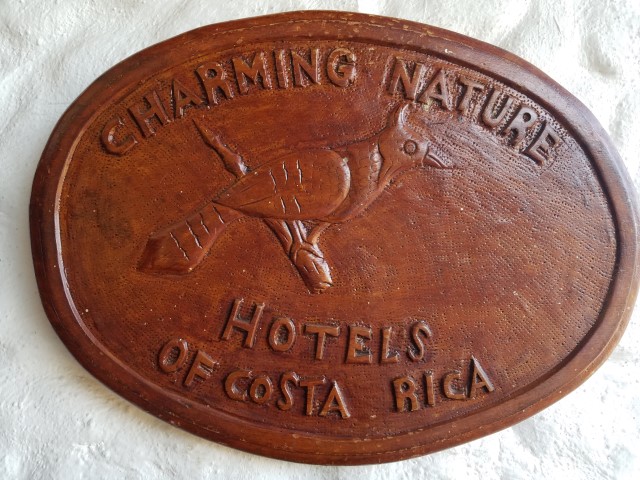 CHARMING NATURE
HOTELS
OF COSTA RICA